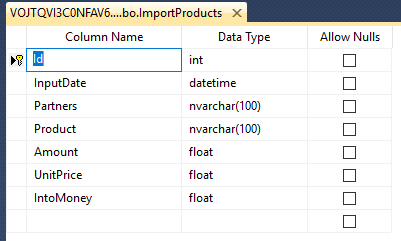 VOJTQVI3C0NFAV6....bo.ImportProducts
Column Name Data Type Allow Nulls
Id int
InputDate datetime
Partners nvarchar(100)
Product nvarchar(100)
Amount float
UnitPrice float
IntoMoney float